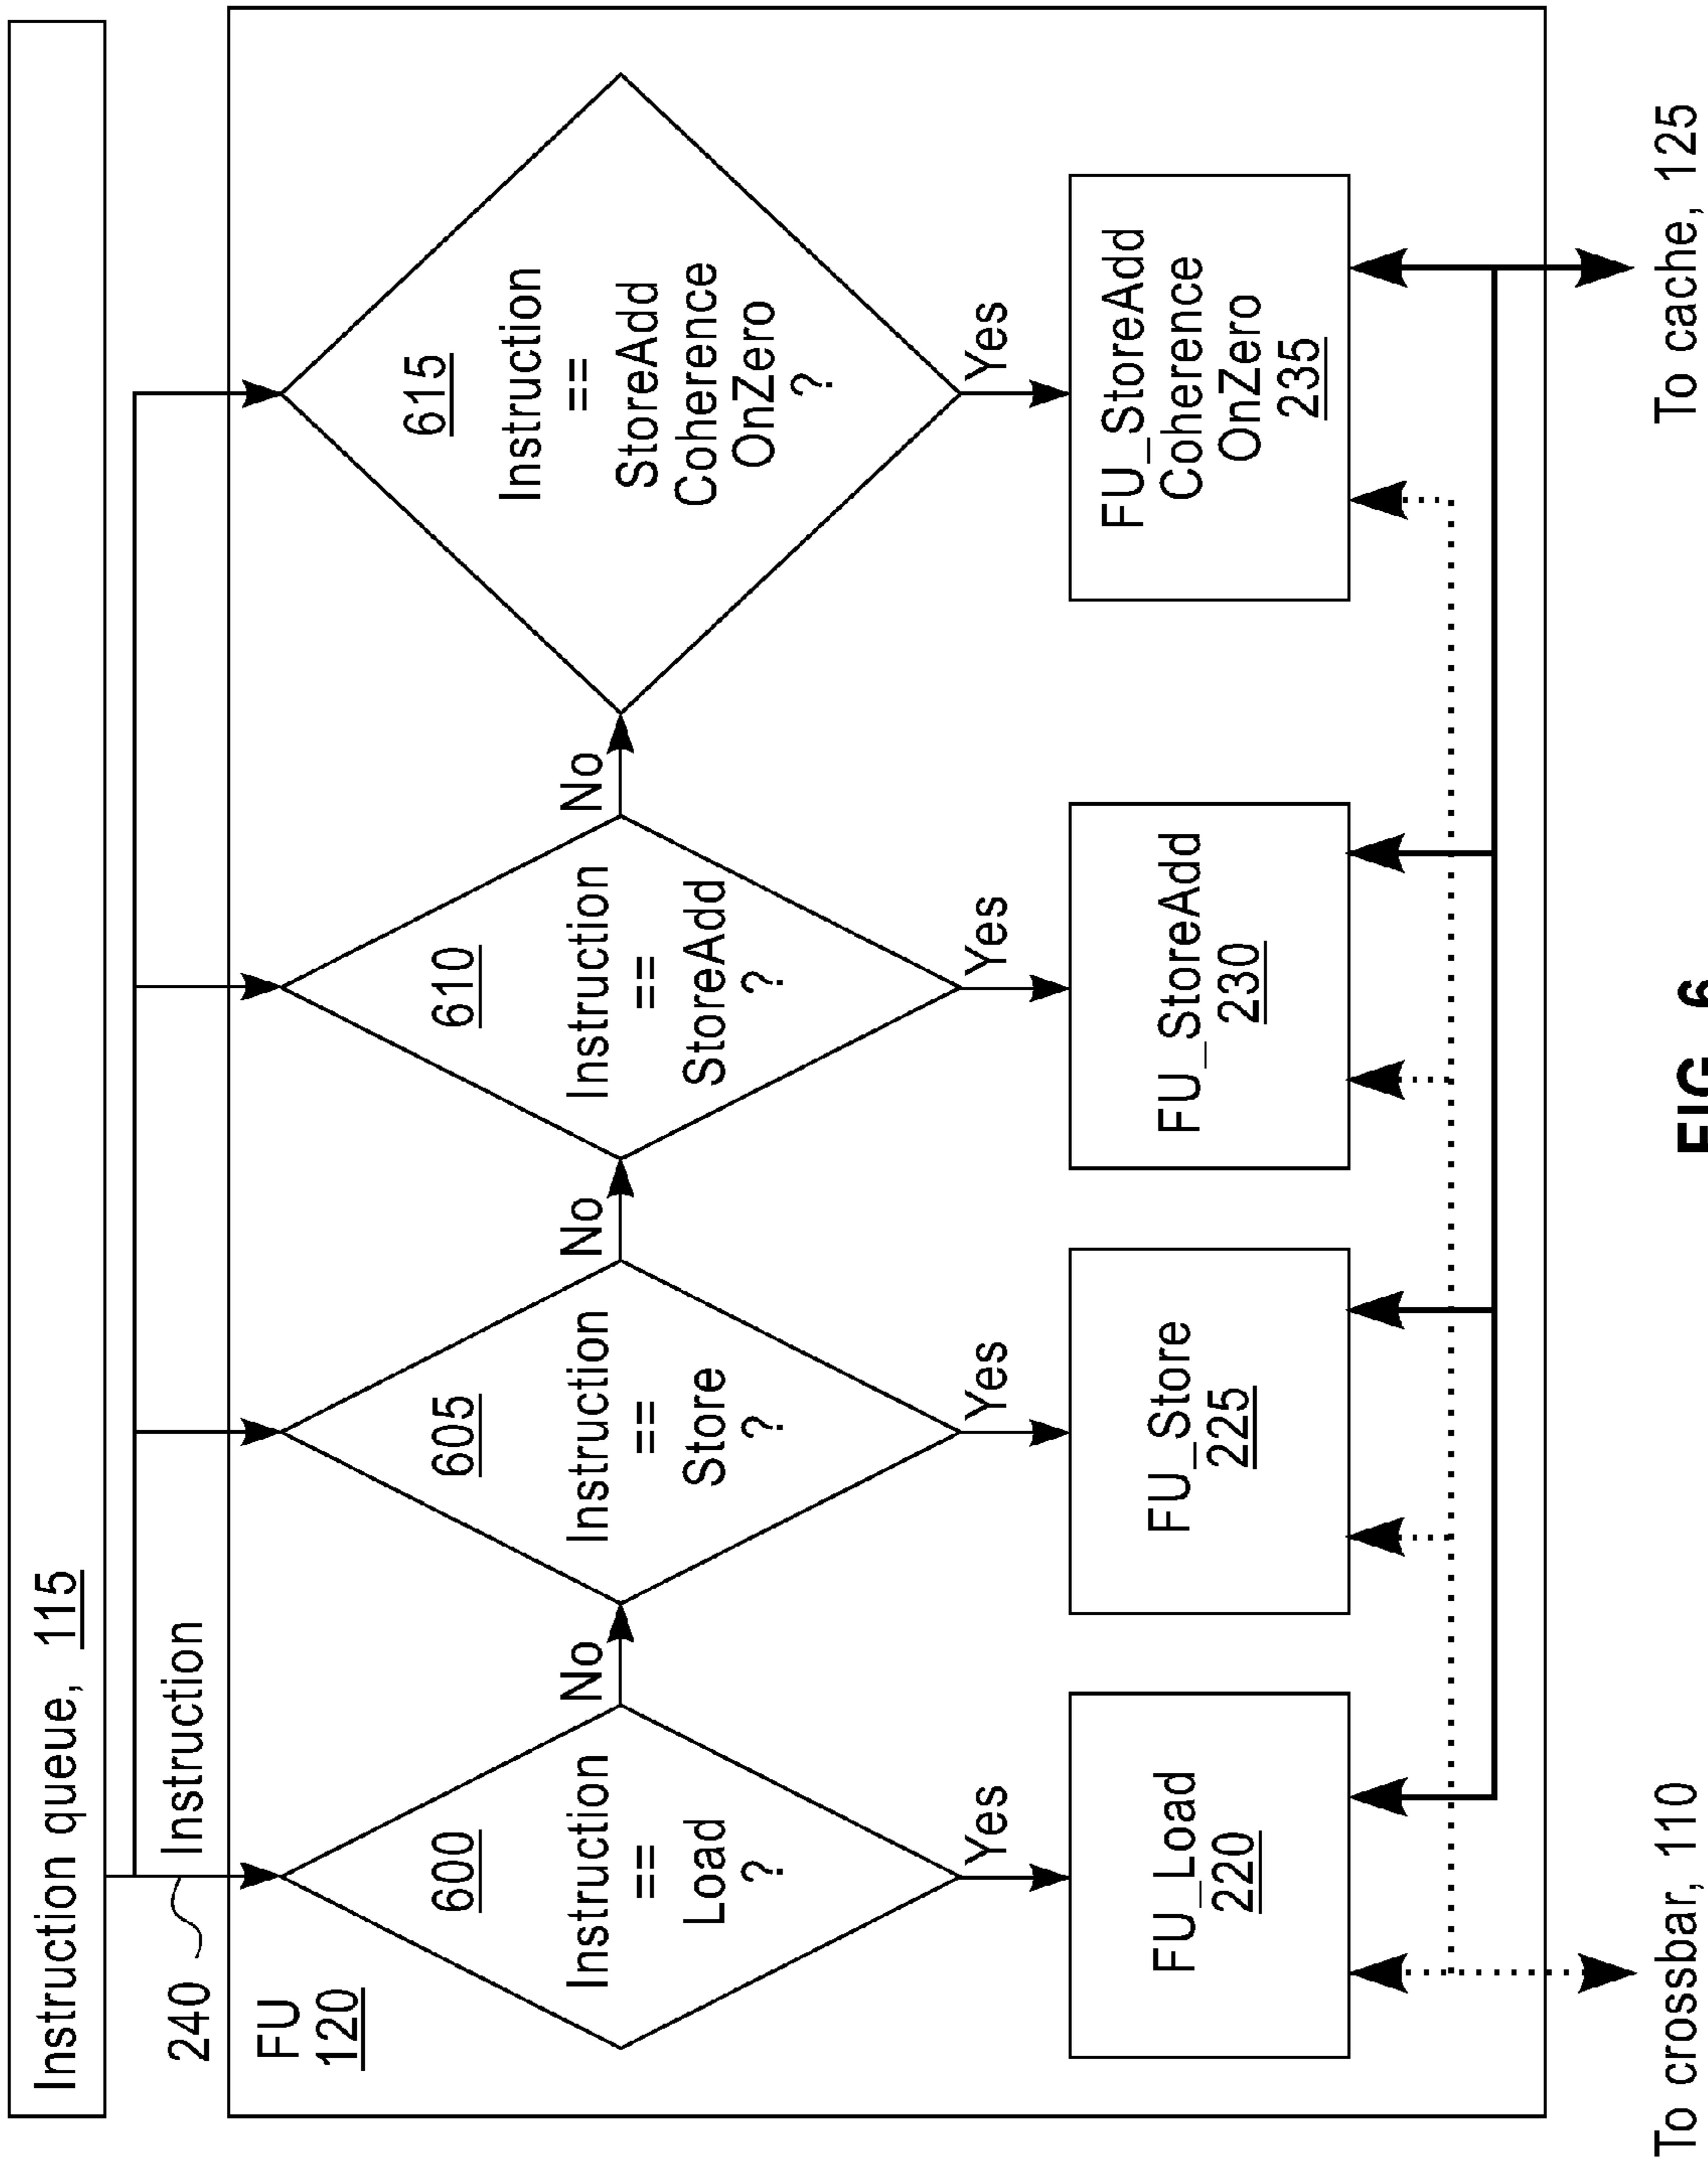 Instruction queue, 115
240
Instruction
FU
120
600
Instruction
==
Load
?
No
605
Instruction
==
Store
?
No
610
Instruction
==
StoreAdd
?
No
615
Instruction
==
StoreAdd
Coherence
OnZero
?
Yes
Yes
Yes
Yes
FU_Load
220
FU_Store
225
FU_StoreAdd
230
FU_StoreAdd
Coherence
OnZero
235
To crossbar, 110
To cache, 125
FIG. 6